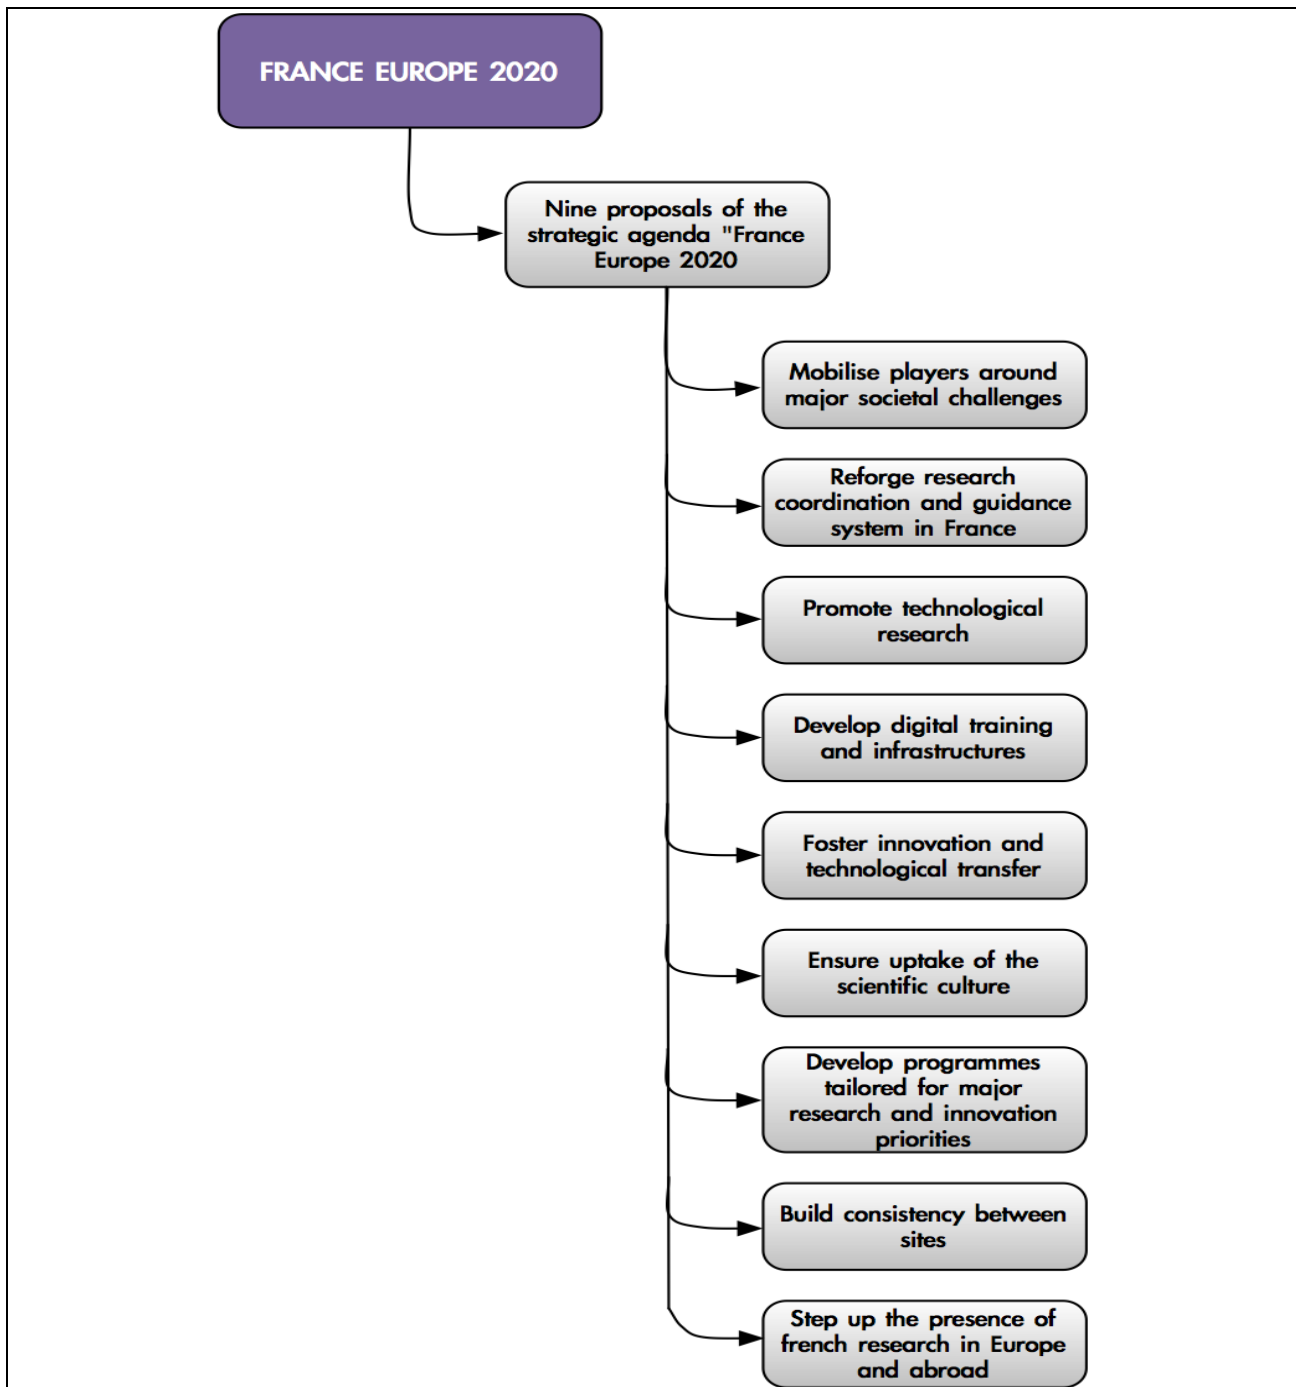 FRANCE EUROPE 2020
Nine proposals of the
strategic agenda "France
Europe 2020
Mobilise players around
major societal challenges
Reforge research
coordination and guidance
system in France
Promote technological
research
Develop digital training
and infrastructures
Foster innovation and
technological transfer
Ensure uptake of the
scientific culture
Develop programmes
tailored for major
research and innovation
priorities
Build consistency between
sites
Step up the presence of
french research in Europe
and abroad